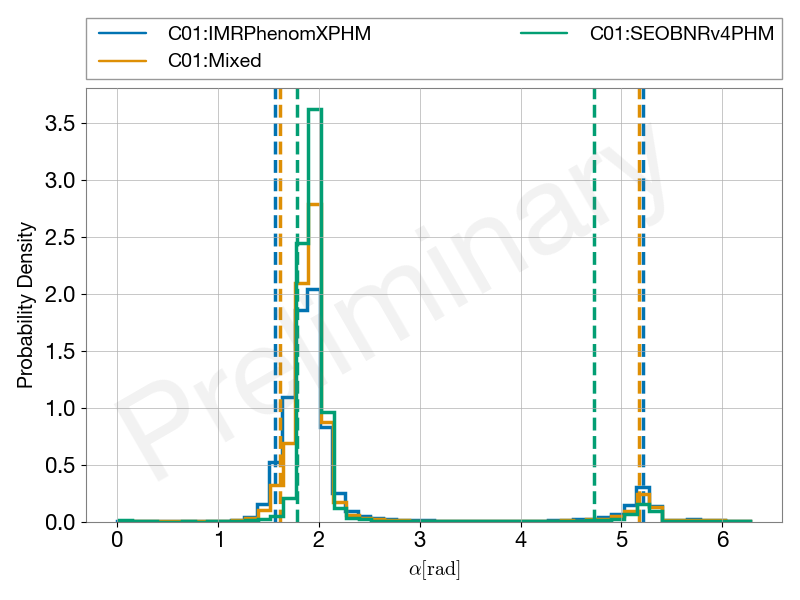 C01:IMRPhenomXPHM
C01:Mixed
C01:SEOBNRv4PHM
Probability Density
3.5
3.0
2.5
2.0
1.5
1.0
0.5
0.0
Preliminary
0 1 2 3 4 5 6
α[rad]